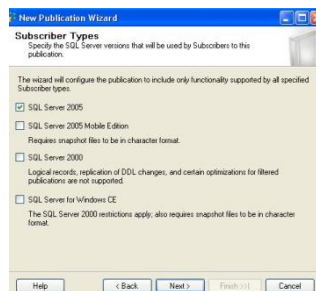 New Publication Wizard
Subscriber Types
Specify the SQL Server versions that will be used by Subscribers to this
publication.
The wizard will configure the publication to include only functionality supported by all specified
Subscriber types.
SQL Server 2005
SQL Server 2005 Mobile Edition
Requires snapshot files to be in character format.
SQL Server 2000
Logical records, replication of DDL changes, and certain optimizations for filtered
publications are not supported.
SQL Server for Windows CE
The SQL Server 2000 restrictions apply; also requires snapshot files to be in character
format.
Help
< Back
Next >
Finish >>|
Cancel